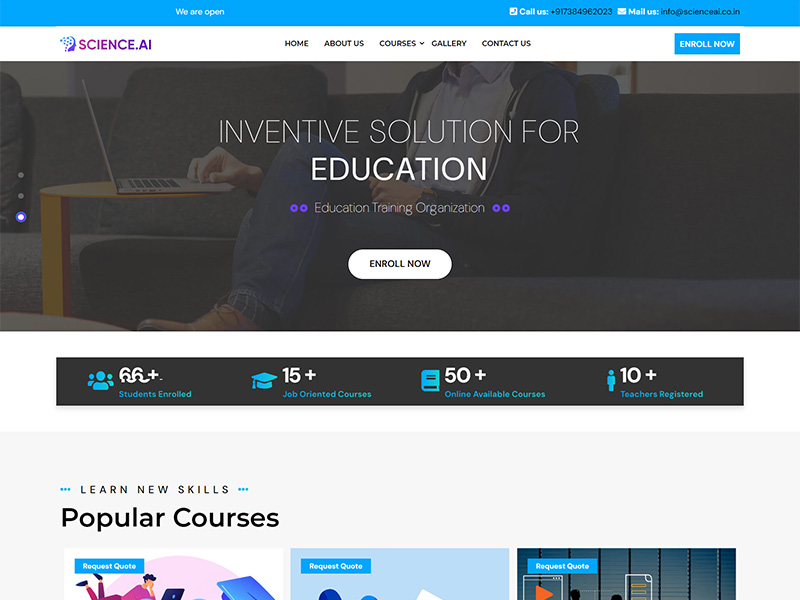 We are open
Call us: +917384962023 Mail us: info@scienceai.co.in
SCIENCE.AI
HOME ABOUT US COURSES GALLERY CONTACT US
ENROLL NOW
INVENTIVE SOLUTION FOR
EDUCATION
Education Training Organization
ENROLL NOW
15 +
50 +
10 +
Students Enrolled
Job Oriented Courses
Online Available Courses
Teachers Registered
LEARN NEW SKILLS
Popular Courses
Request Quote
Request Quote
Request Quote